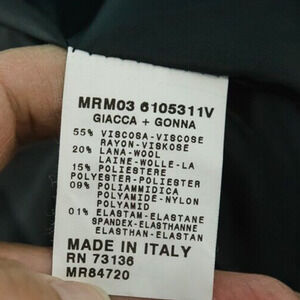 MRM03 6105311V
GIACCA + GONNA
55% VISCOSA-VISCOSE
RAYON-VISKOSE
20% LANA-WOOL
LAINE-WOLLE-LA
15% POLIESTERE
POLYESTER-POLIESTER
09% POLIAMMIDICA
POLYAMIDE-NYLON
POLYAMID
01% ELASTAM-ELASTANE
SPANDEX-ELASTHANNE
ELASTHAN-ELASTAN
MADE IN ITALY
RN 73136
MR84720